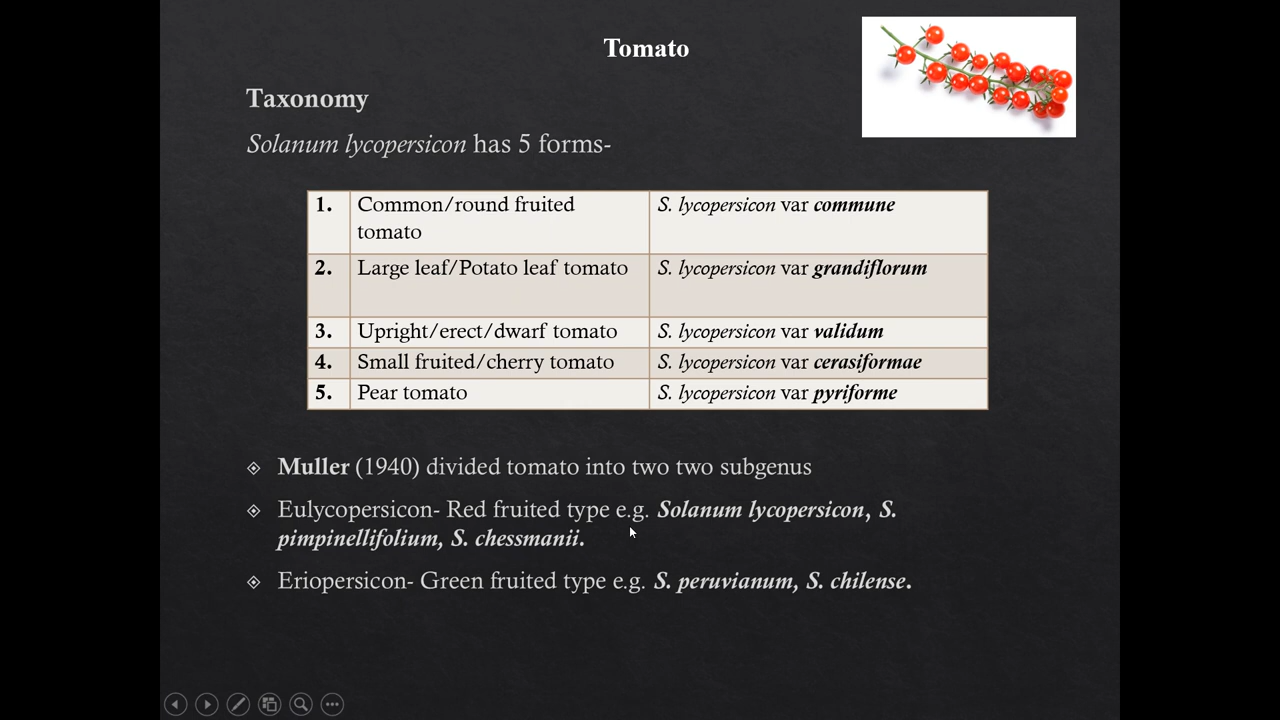 Tomato
Taxonomy
Solanum lycopersicon has 5 forms-
1. Common/round fruited S. lycopersicon var commune
tomato
2. Large leaf/Potato leaf tomato S. lycopersicon var grandiflorum
3. Upright/erect/dwarf tomato S. lycopersicon var validum
4. Small fruited/cherry tomato S. lycopersicon var cerasiformae
5. Pear tomato S. lycopersicon var pyriforme
Muller (1940) divided tomato into two two subgenus
Eulycopersicon- Red fruited type e.g. Solanum lycopersicon, S.
pimpinellifolium, S. chessmanii.
Eriopersicon- Green fruited type e.g. S. peruvianum, S. chilense.